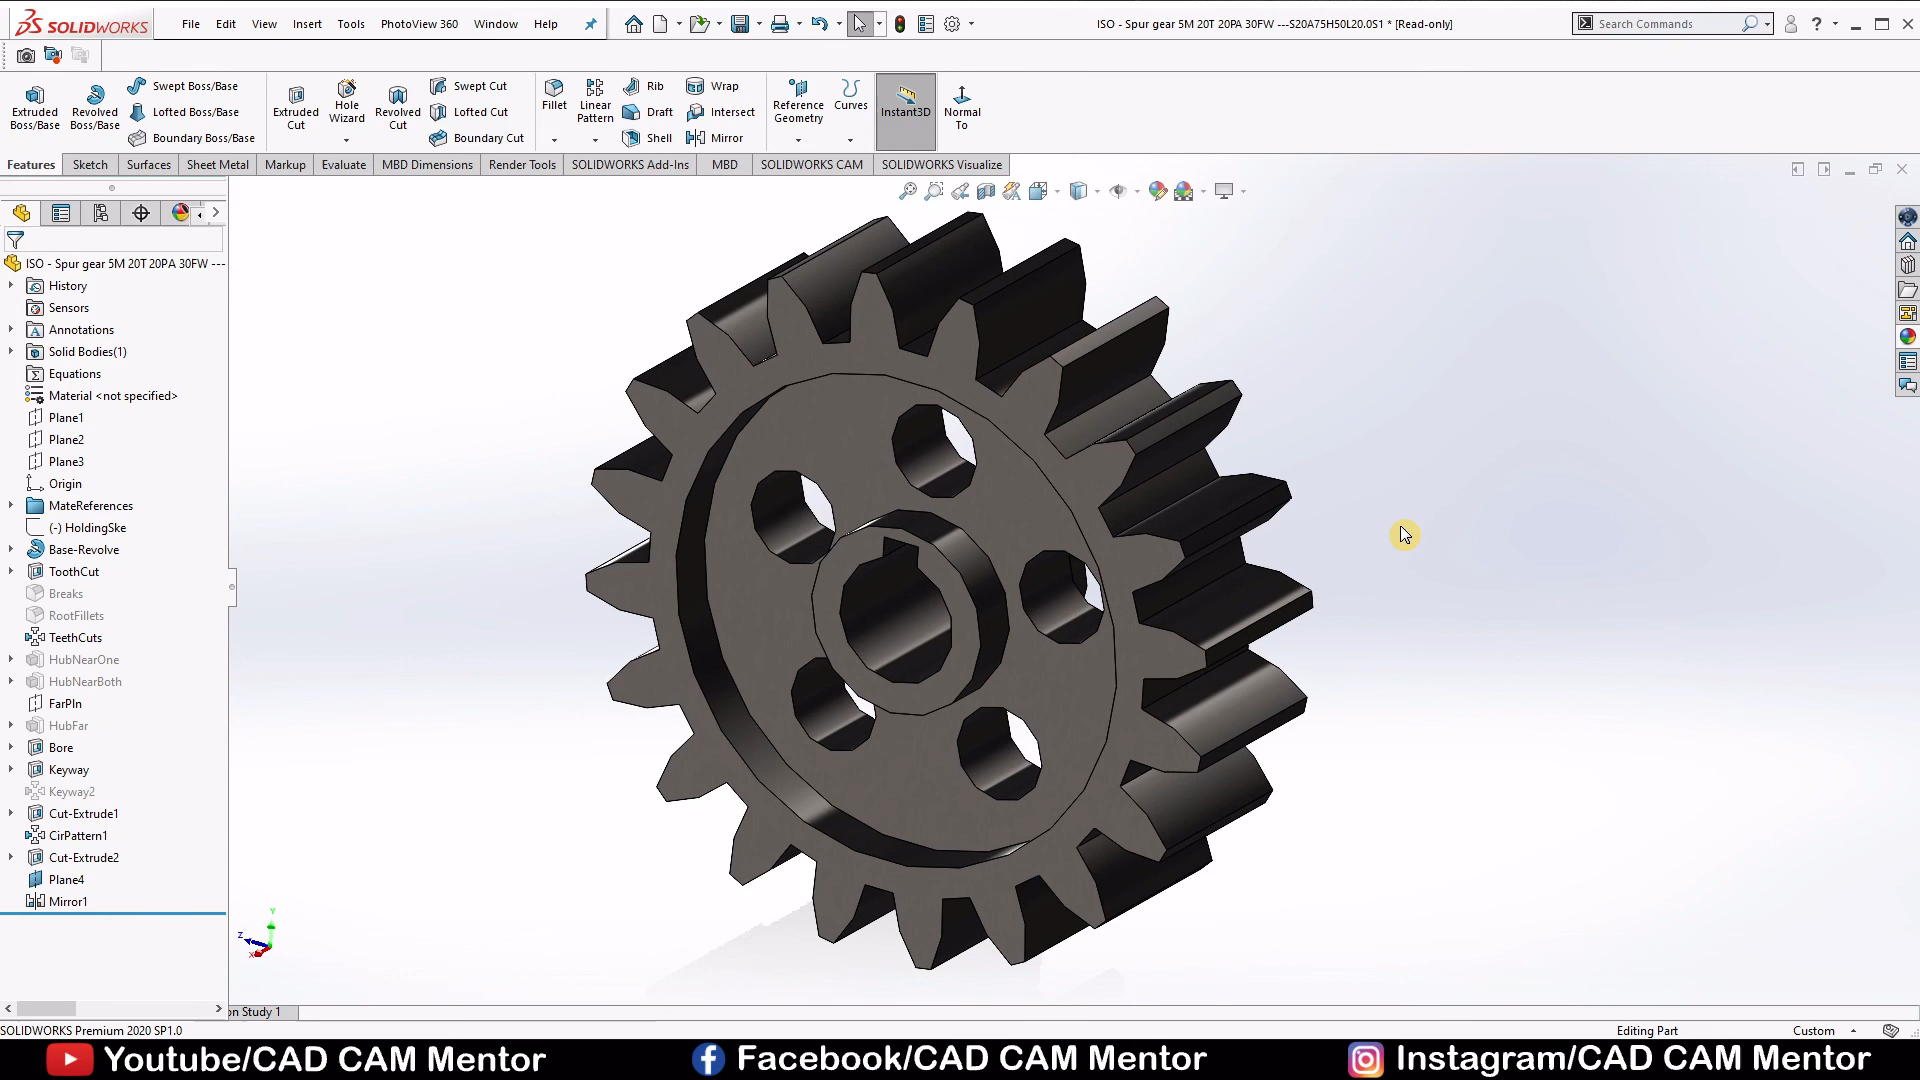 SOLIDWORKS
File
Edit
View
Insert
Tools
PhotoView 360
Window
Help
ISO - Spur gear 5M 20T 20PA 30FW ---S20A75H50L20.0S1 * [Read-only]
Search Commands
?
Extruded
Boss/Base
Revolved
Boss/Base
Swept Boss/Base
Lofted Boss/Base
Boundary Boss/Base
Extruded
Cut
Hole
Wizard
Revolved
Cut
Swept Cut
Lofted Cut
Boundary Cut
Fillet
Linear
Pattern
Rib
Draft
Shell
Wrap
Intersect
Mirror
Reference
Geometry
Curves
Instant3D
Normal
To
Features
Sketch
Surfaces
Sheet Metal
Markup
Evaluate
MBD Dimensions
Render Tools
SOLIDWORKS Add-Ins
MBD
SOLIDWORKS CAM
SOLIDWORKS Visualize
ISO - Spur gear 5M 20T 20PA 30FW ---
History
Sensors
Annotations
Solid Bodies(1)
Equations
Material <not specified>
Plane1
Plane2
Plane3
Origin
MateReferences
(-) HoldingSke
Base-Revolve
ToothCut
Breaks
RootFillets
TeethCuts
HubNearOne
HubNearBoth
FarPln
HubFar
Bore
Keyway
Keyway2
Cut-Extrude1
CirPattern1
Cut-Extrude2
Plane4
Mirror1
Y
Z
X
on Study 1
SOLIDWORKS Premium 2020 SP1.0
Editing Part
Custom
Youtube/CAD CAM Mentor
Facebook/CAD CAM Mentor
Instagram/CAD CAM Mentor